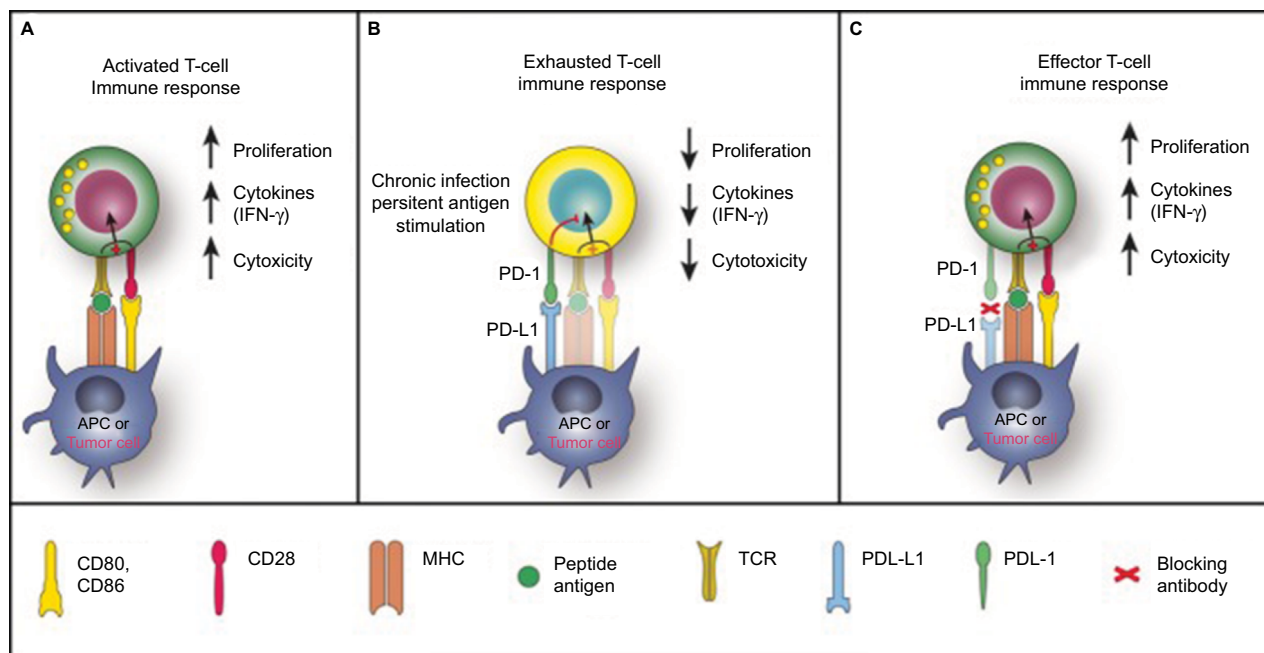 A
Activated T-cell
Immune response
Proliferation
Cytokines
(IFN-γ)
Cytoxicity
APC or
Tumor cell
B
Exhausted T-cell
immune response
Chronic infection
persitent antigen
stimulation
Proliferation
Cytokines
(IFN-γ)
Cytotoxicity
PD-1
PD-L1
APC or
Tumor cell
C
Effector T-cell
immune response
Proliferation
Cytokines
(IFN-γ)
Cytoxicity
PD-1
PD-L1
APC or
Tumor cell
CD80,
CD86
CD28
MHC
Peptide
antigen
TCR
PDL-L1
PDL-1
Blocking
antibody